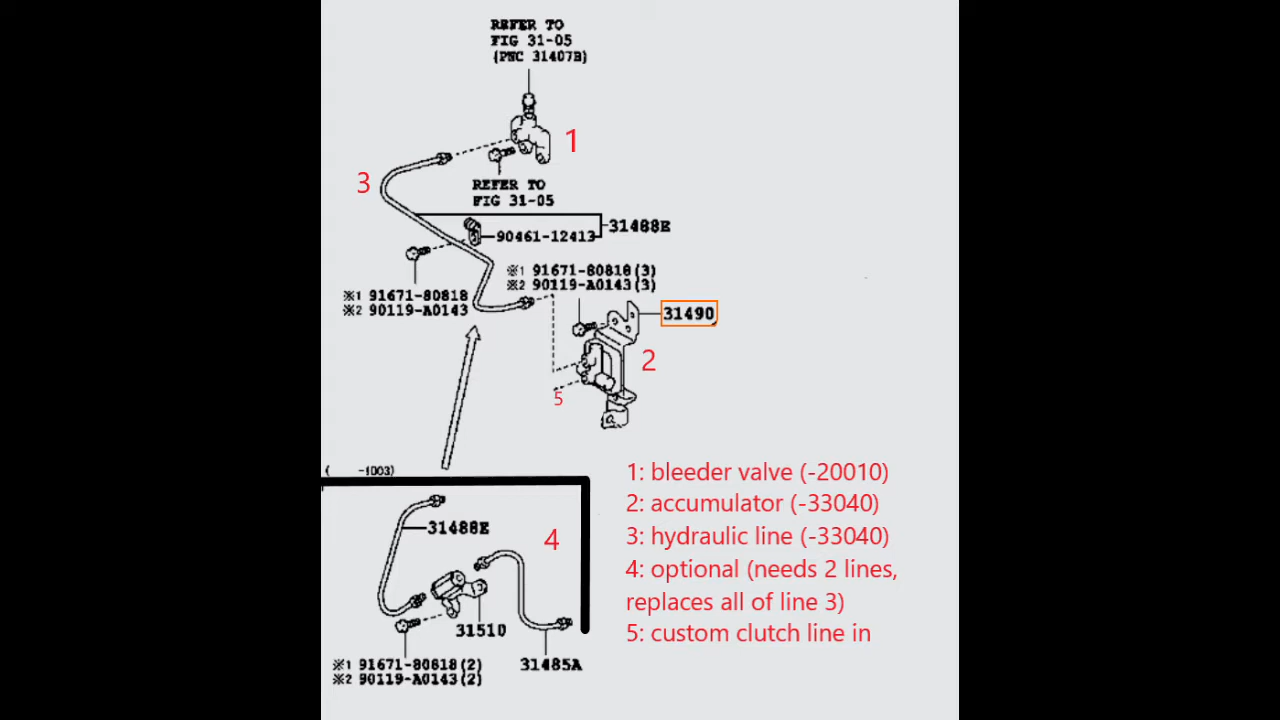 REFER TO
FIG 31-05
(PNC 31407B)
1
3
REFER TO
FIG 31-05
31488E
90461-12413
※1 91671-80818
※2 90119-A0143
※1 91671-80818(3)
※2 90119-A0143(3)
31490
2
5
( -1003)
31488E
4
31510
31485A
※1 91671-80818(2)
※2 90119-A0143(2)
1: bleeder valve (-20010)
2: accumulator (-33040)
3: hydraulic line (-33040)
4: optional (needs 2 lines,
replaces all of line 3)
5: custom clutch line in